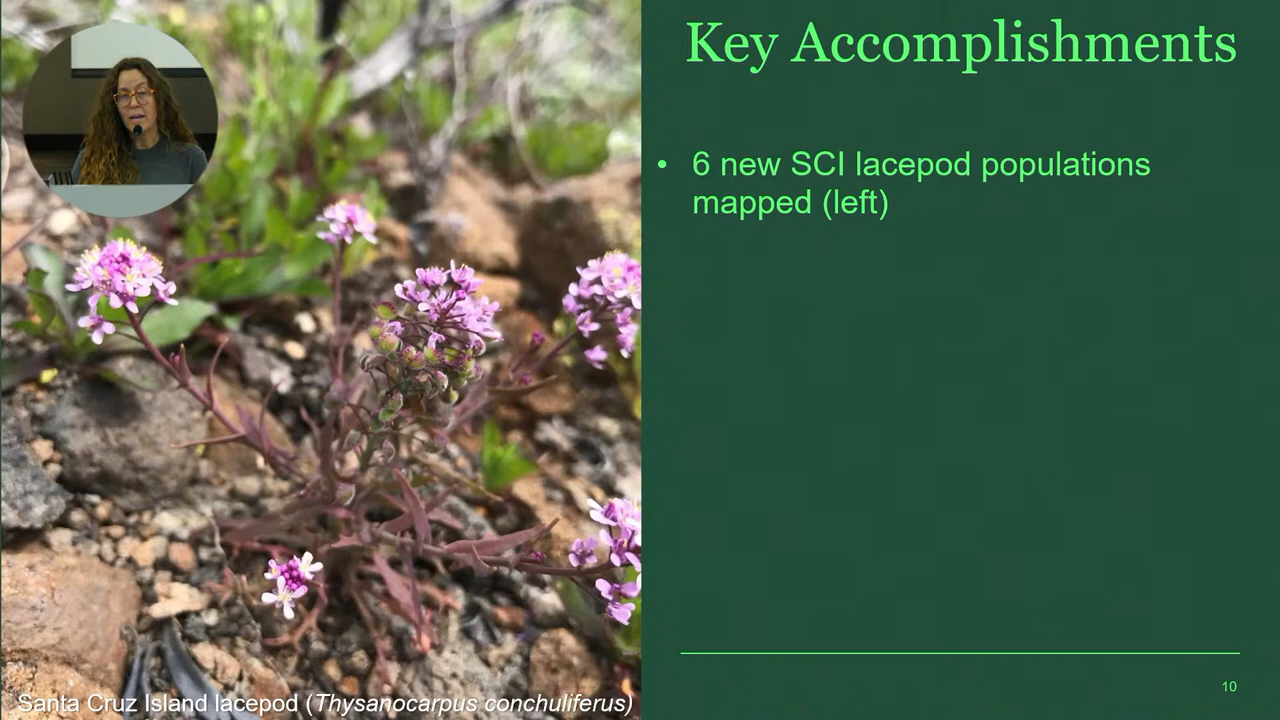 Key Accomplishments
• 6 new SCI lacepod populations
mapped (left)
Santa Cruz Island lacepod (Thysanocarpus conchuliferus)
10